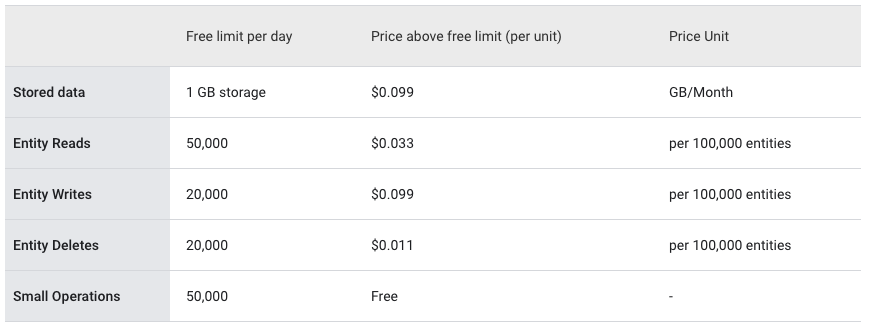 Free limit per day Price above free limit (per unit) Price Unit
Stored data 1 GB storage $0.099 GB/Month
Entity Reads 50,000 $0.033 per 100,000 entities
Entity Writes 20,000 $0.099 per 100,000 entities
Entity Deletes 20,000 $0.011 per 100,000 entities
Small Operations 50,000 Free -